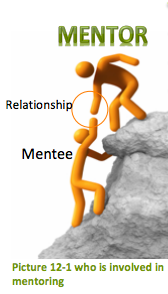 MENTOR
Relationship
Mentee
Picture 12-1 who is involved in
mentoring